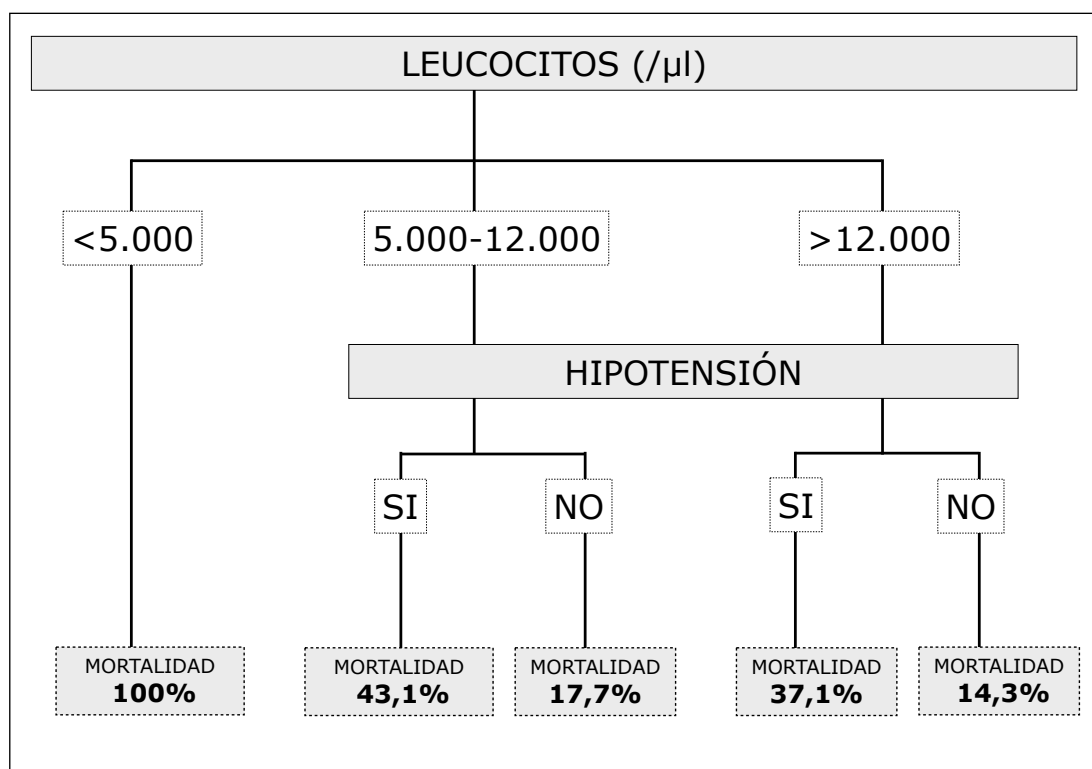 LEUCOCITOS (/µl)
<5.000
5.000-12.000
>12.000
HIPOTENSIÓN
SI
NO
SI
NO
MORTALIDAD
100%
MORTALIDAD
43,1%
MORTALIDAD
17,7%
MORTALIDAD
37,1%
MORTALIDAD
14,3%